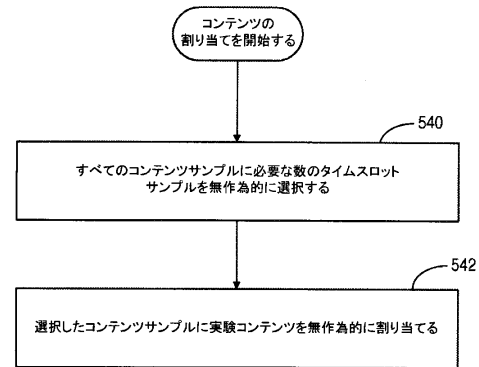 コンテンツの
割り当てを開始する
540
すべてのコンテンツサンプルに必要な数のタイムスロット
サンプルを無作為的に選択する
542
選択したコンテンツサンプルに実験コンテンツを無作為的に割り当てる